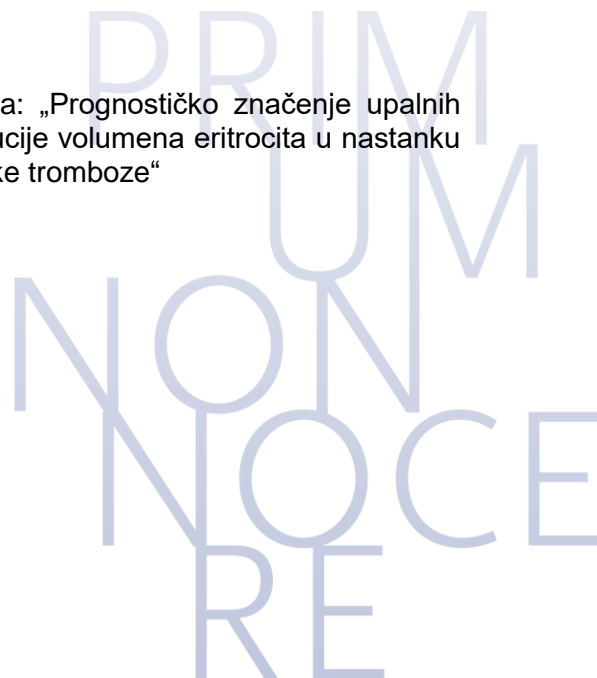 PRIM
a: „Prognostičko značenje upalnih
ucije volumena eritrocita u nastanku
ke tromboze“
UM
NON
NOCE
RE